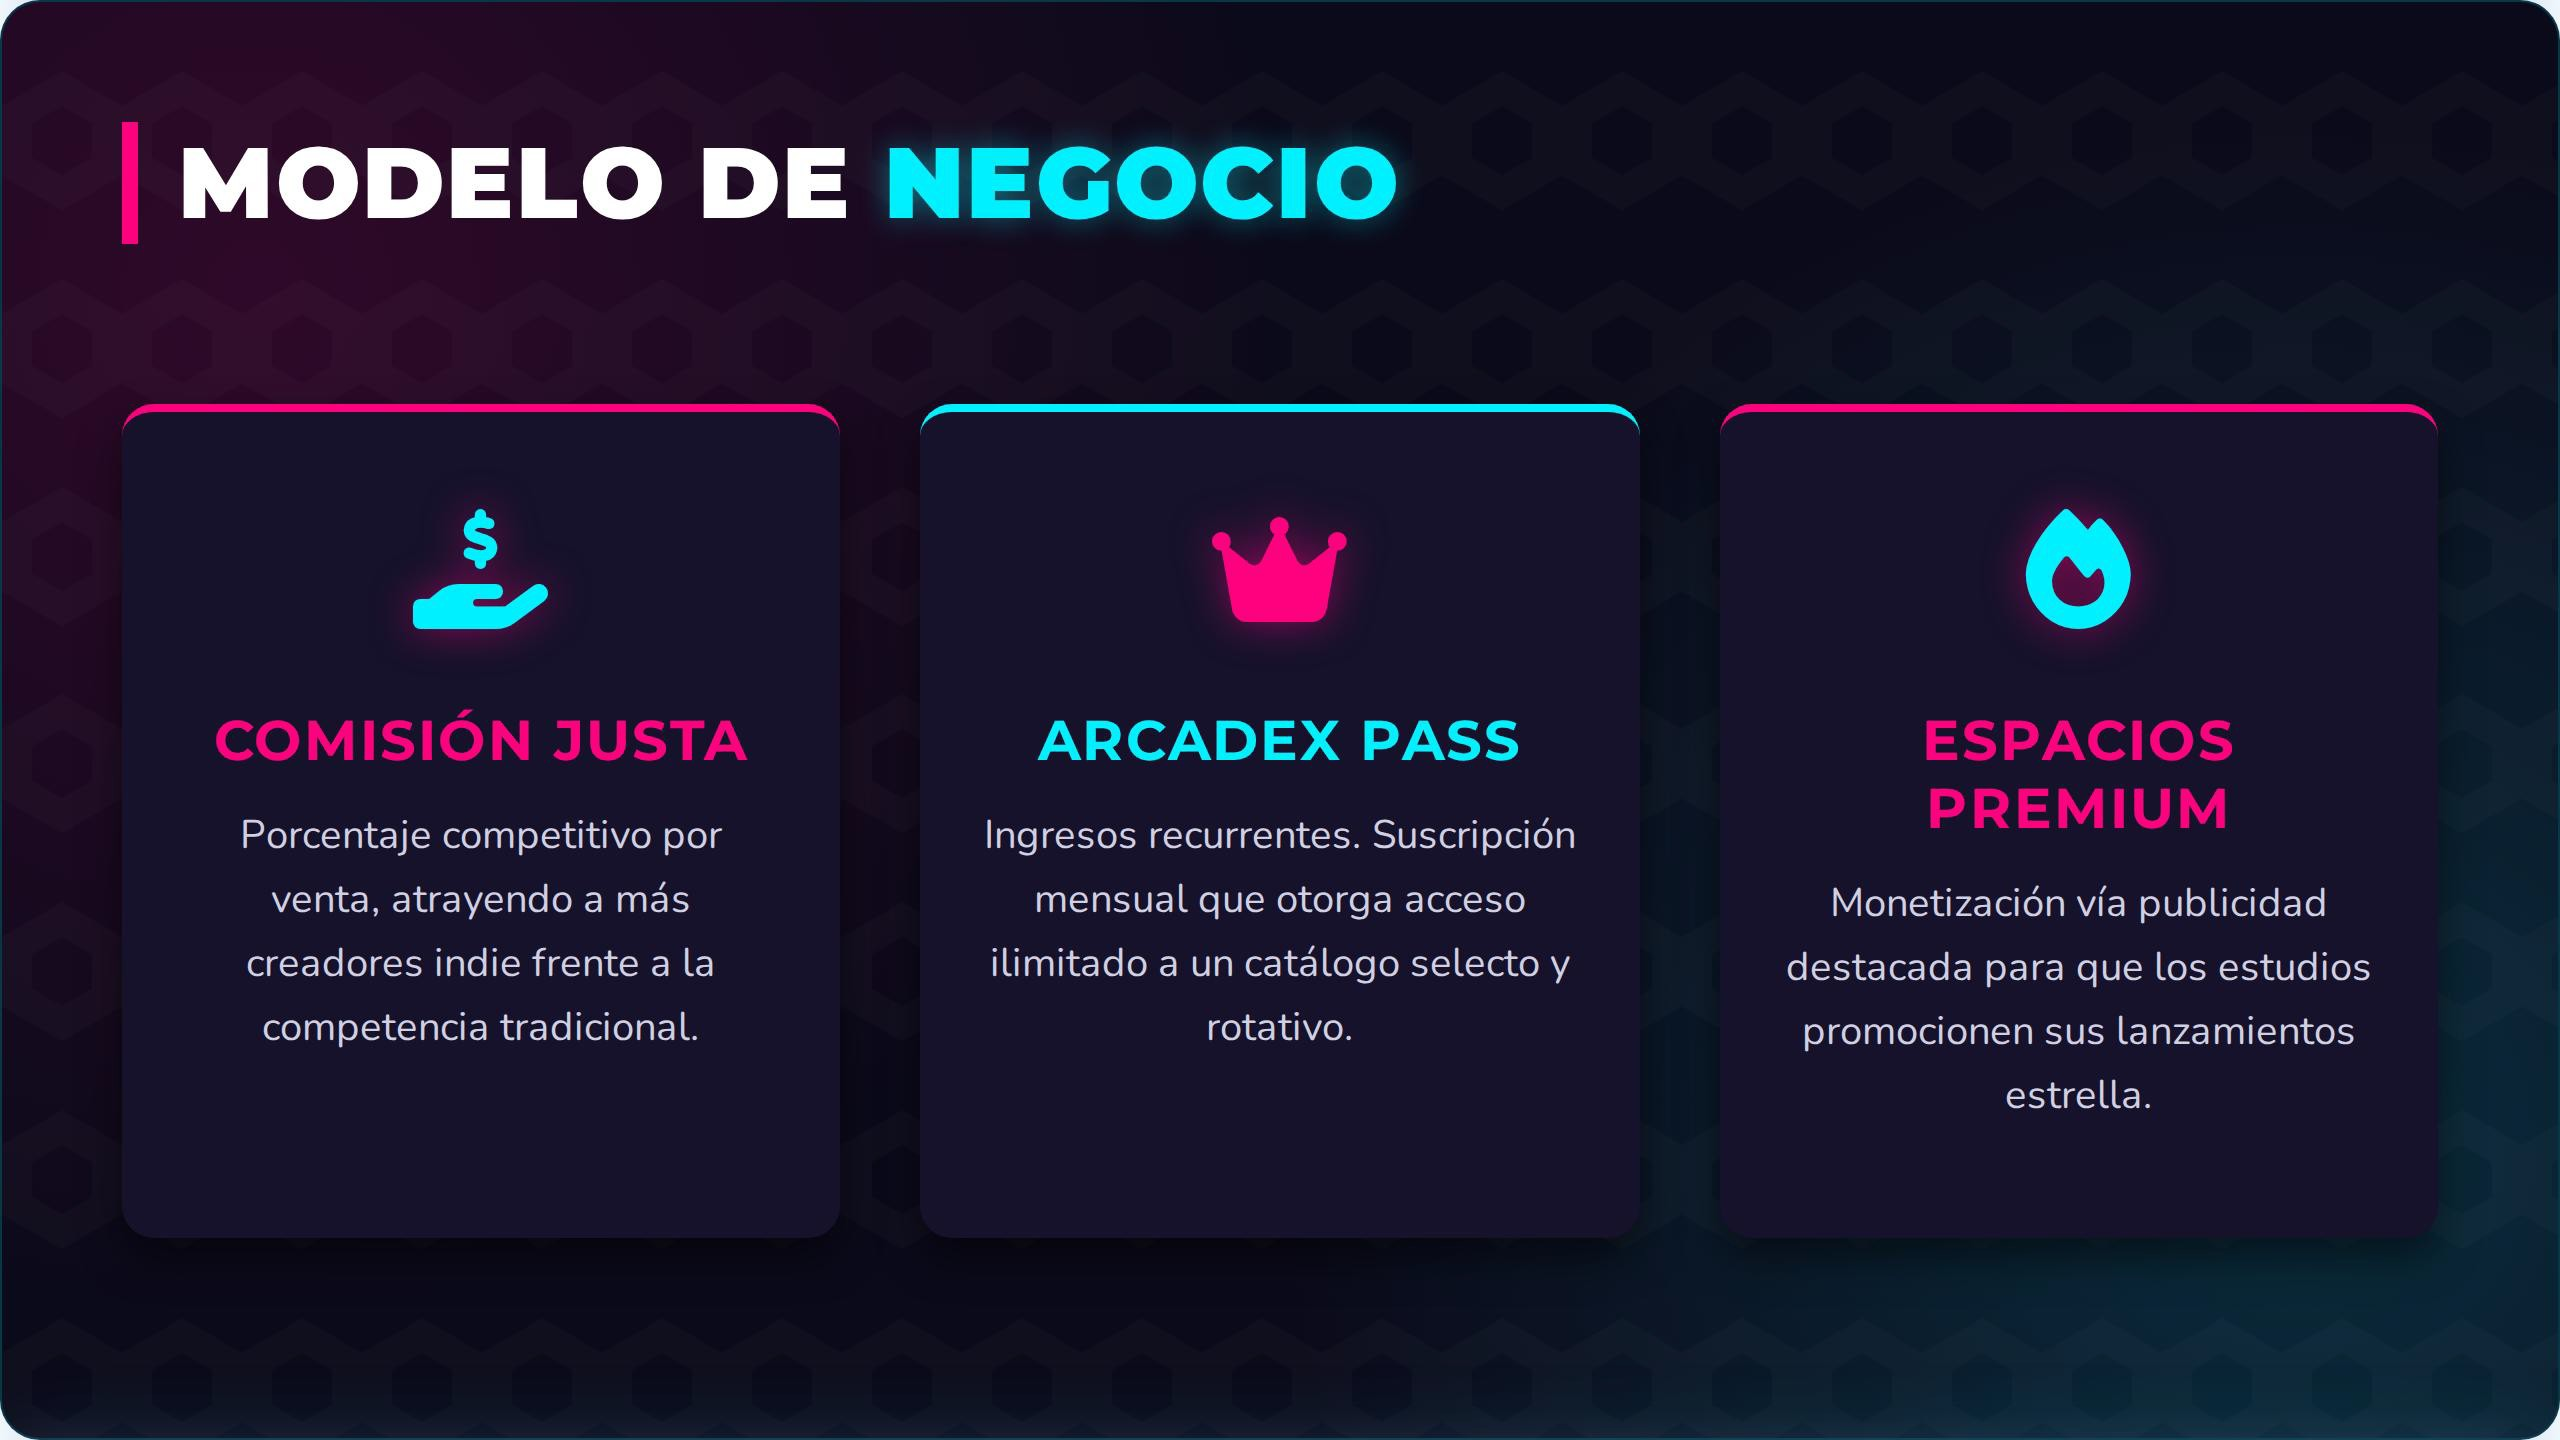 MODELO DE NEGOCIO
COMISIÓN JUSTA
Porcentaje competitivo por
venta, atrayendo a más
creadores indie frente a la
competencia tradicional.
ARCADEX PASS
Ingresos recurrentes. Suscripción
mensual que otorga acceso
ilimitado a un catálogo selecto y
rotativo.
ESPACIOS
PREMIUM
Monetización vía publicidad
destacada para que los estudios
promocionen sus lanzamientos
estrella.